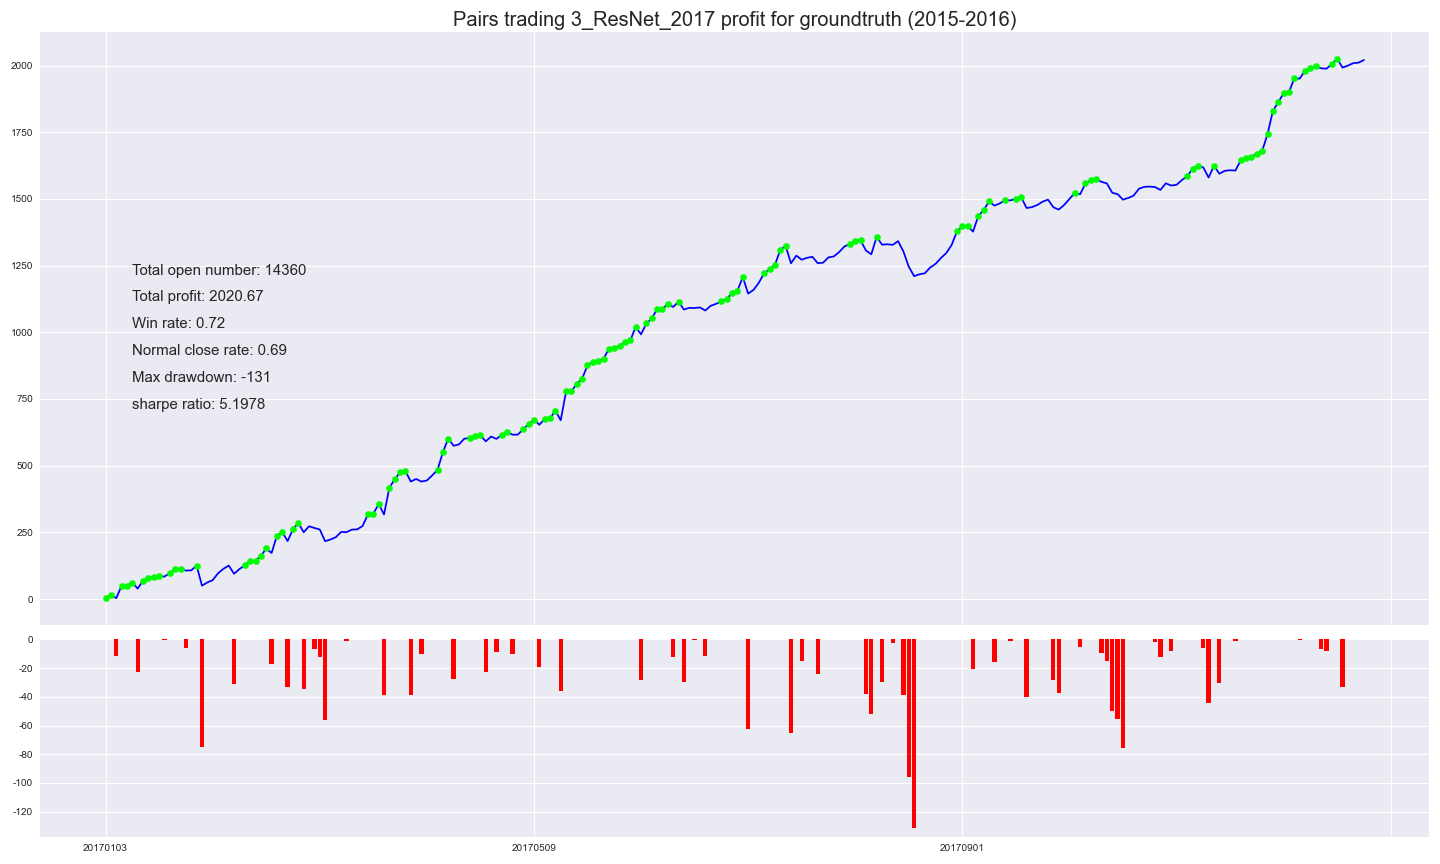 Pairs trading 3_ResNet_2017 profit for groundtruth (2015-2016)
2000
1750
1500
1250
Total open number: 14360
Total profit: 2020.67
Win rate: 0.72
1000
Normal close rate: 0.69
Max drawdown: -131
750
sharpe ratio: 5.1978
500
250
0
0
-20
-40
-60
-80
-100
-120
20170103
20170509
20170901